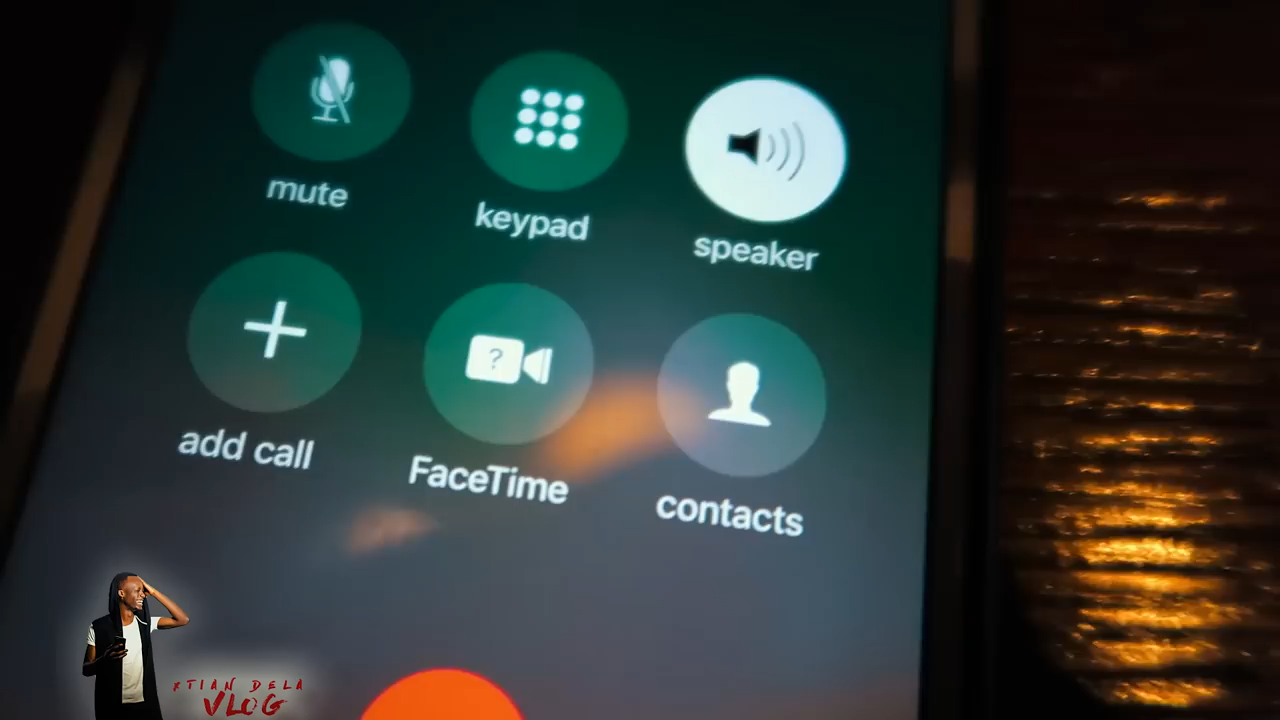 mute
keypad
speaker
?
add call
FaceTime
contacts
XTIAN DELA
VLOG